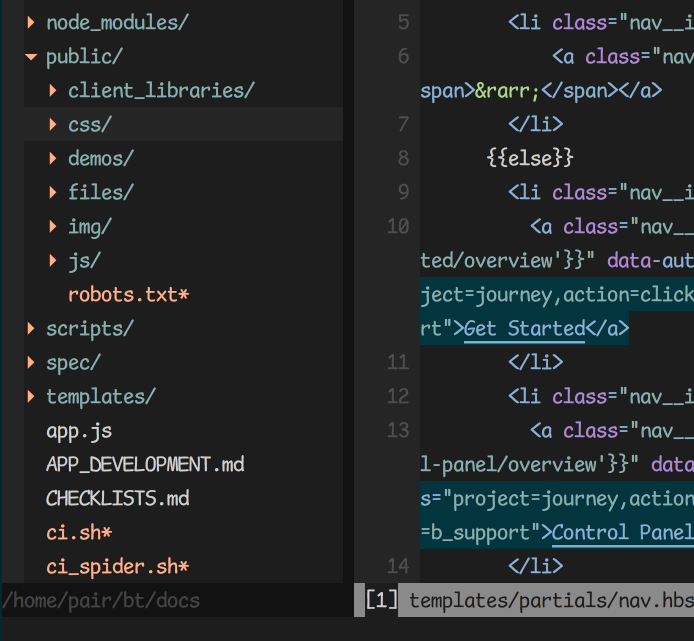 node_modules/
public/
client_libraries/
css/
demos/
files/
img/
js/
robots.txt*
scripts/
spec/
templates/
app.js
APP_DEVELOPMENT.md
CHECKLISTS.md
ci.sh*
ci_spider.sh*
/home/pair/bt/docs
5 <li class="nav__i
6 <a class="nav
span>&rarr;</span></a>
7 </li>
8 {{else}}
9 <li class="nav__i
10 <a class="nav__
ted/overview'}}" data-aut
ject=journey,action=click
rt">Get Started</a>
11 </li>
12 <li class="nav__i
13 <a class="nav__
l-panel/overview'}}" data
s="project=journey,action
=b_support">Control Panel
14 </li>
[1] templates/partials/nav.hbs